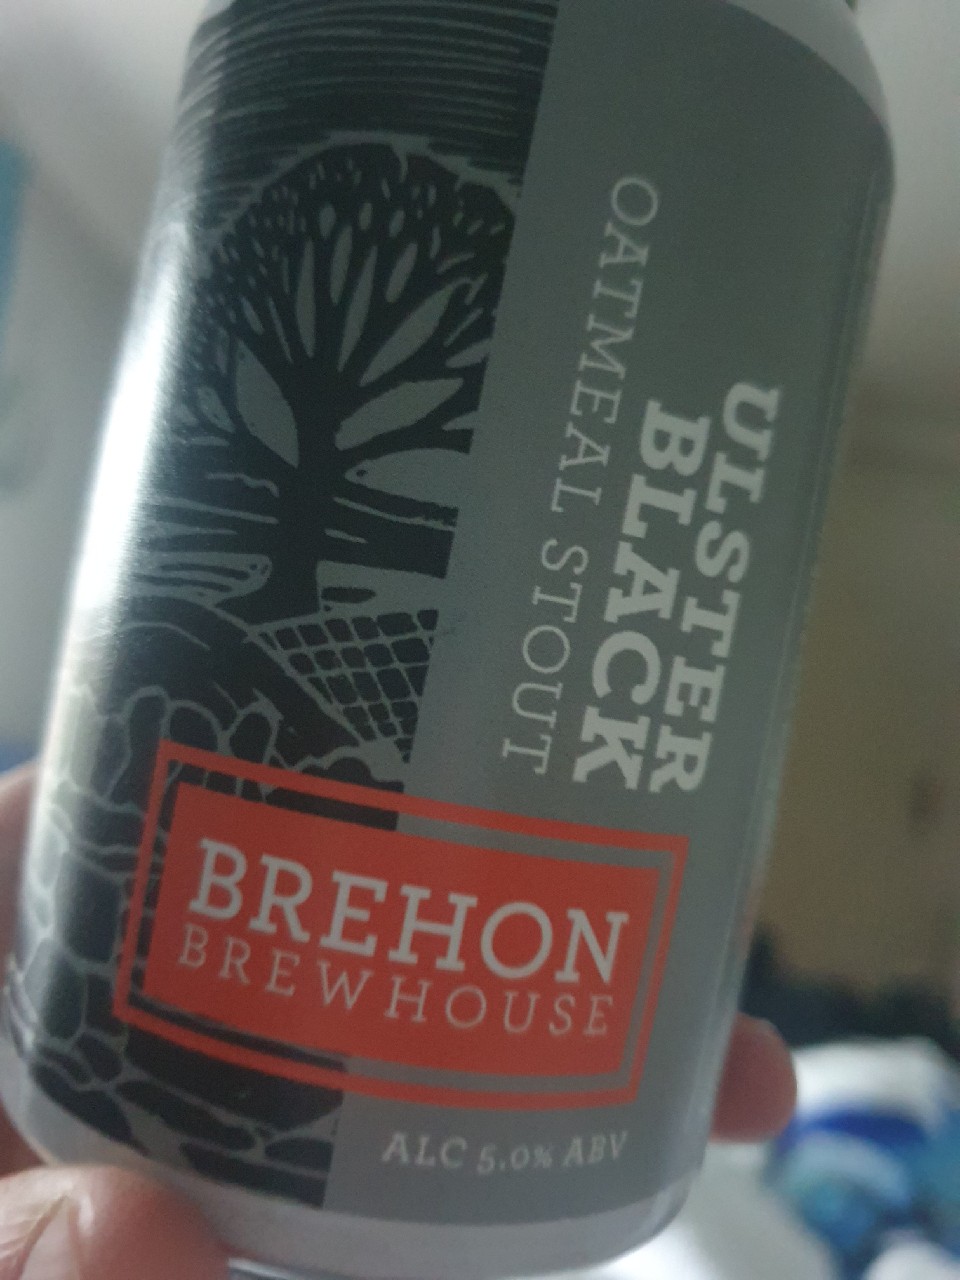 ULSTER
BLACK
OATMEAL STOUT
BREHON
BREWHOUSE
ALC 5.0% ABV